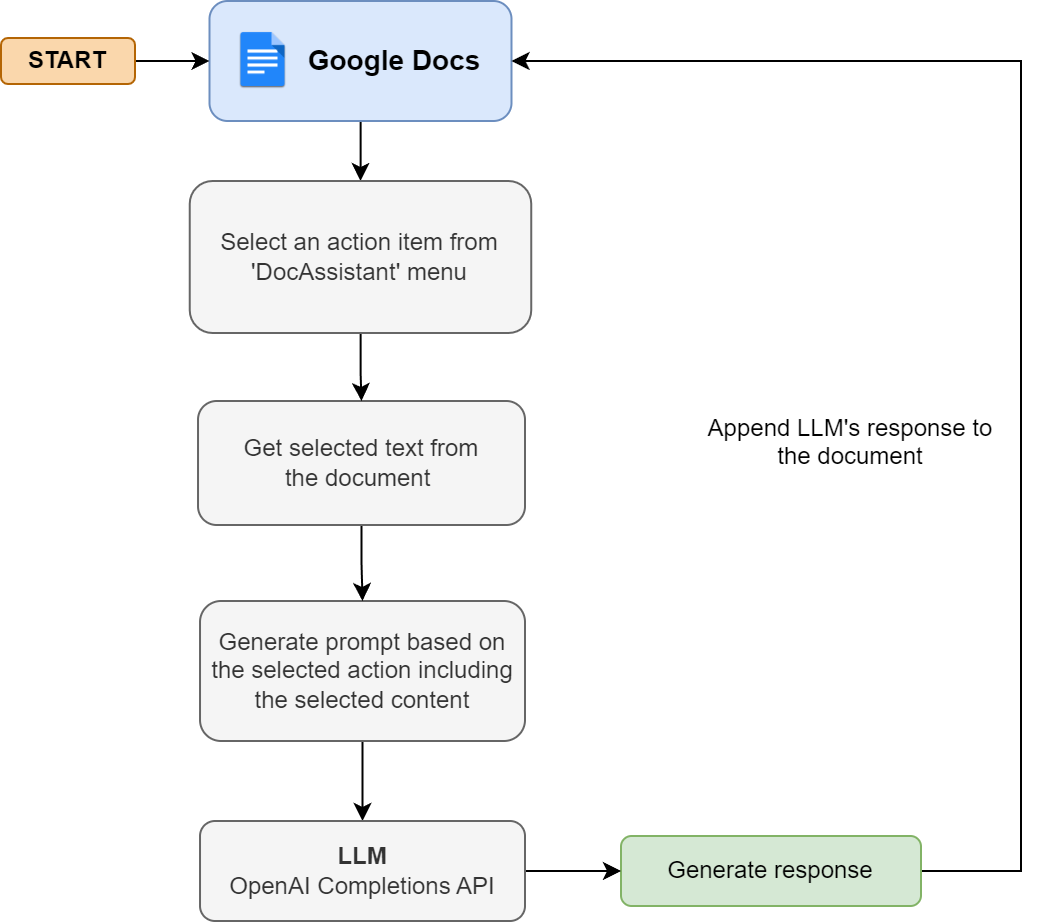 START
Google Docs
Select an action item from
'DocAssistant' menu
Get selected text from
the document
Append LLM's response to
the document
Generate prompt based on
the selected action including
the selected content
LLM
OpenAI Completions API
Generate response